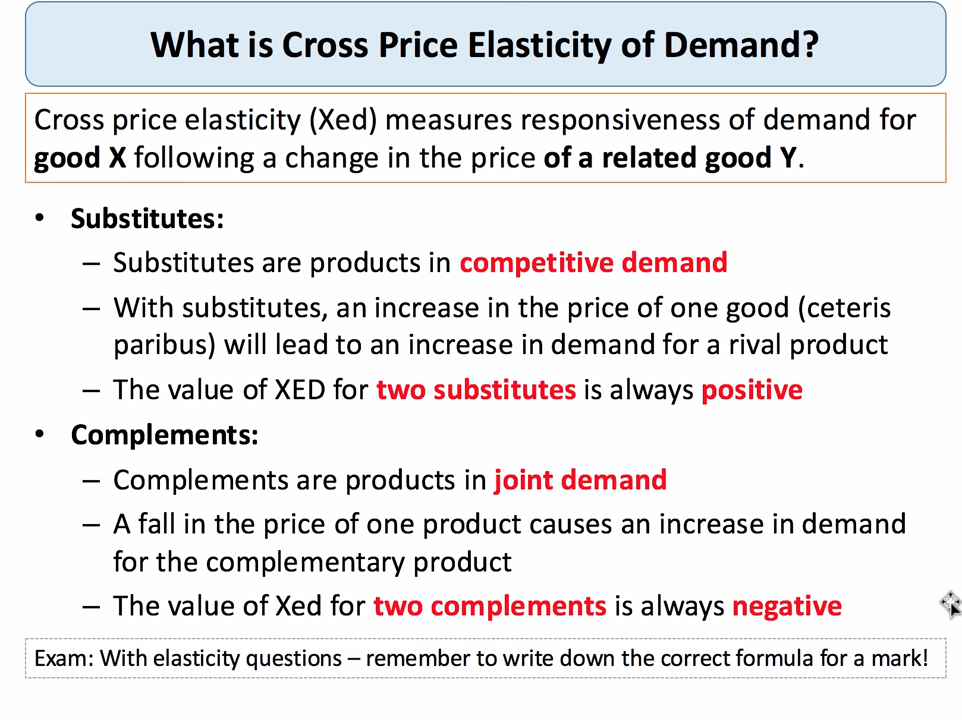 What is Cross Price Elasticity of Demand?
Cross price elasticity (Xed) measures responsiveness of demand for
good X following a change in the price of a related good Y.
• Substitutes:
– Substitutes are products in competitive demand
– With substitutes, an increase in the price of one good (ceteris
paribus) will lead to an increase in demand for a rival product
– The value of XED for two substitutes is always positive
• Complements:
– Complements are products in joint demand
– A fall in the price of one product causes an increase in demand
for the complementary product
– The value of Xed for two complements is always negative
Exam: With elasticity questions – remember to write down the correct formula for a mark!